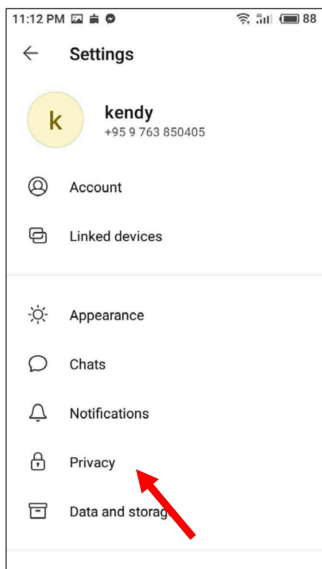 11:12 PM 88
Settings
k
kendy
+95 9 763 850405
Account
Linked devices
Appearance
Chats
Notifications
Privacy
Data and storage